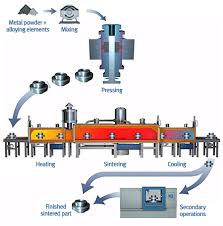 Metal powder +
alloying elements
Mixing
Pressing
Heating
Sintering
Cooling
Finished
sintered part
Secondary
operations